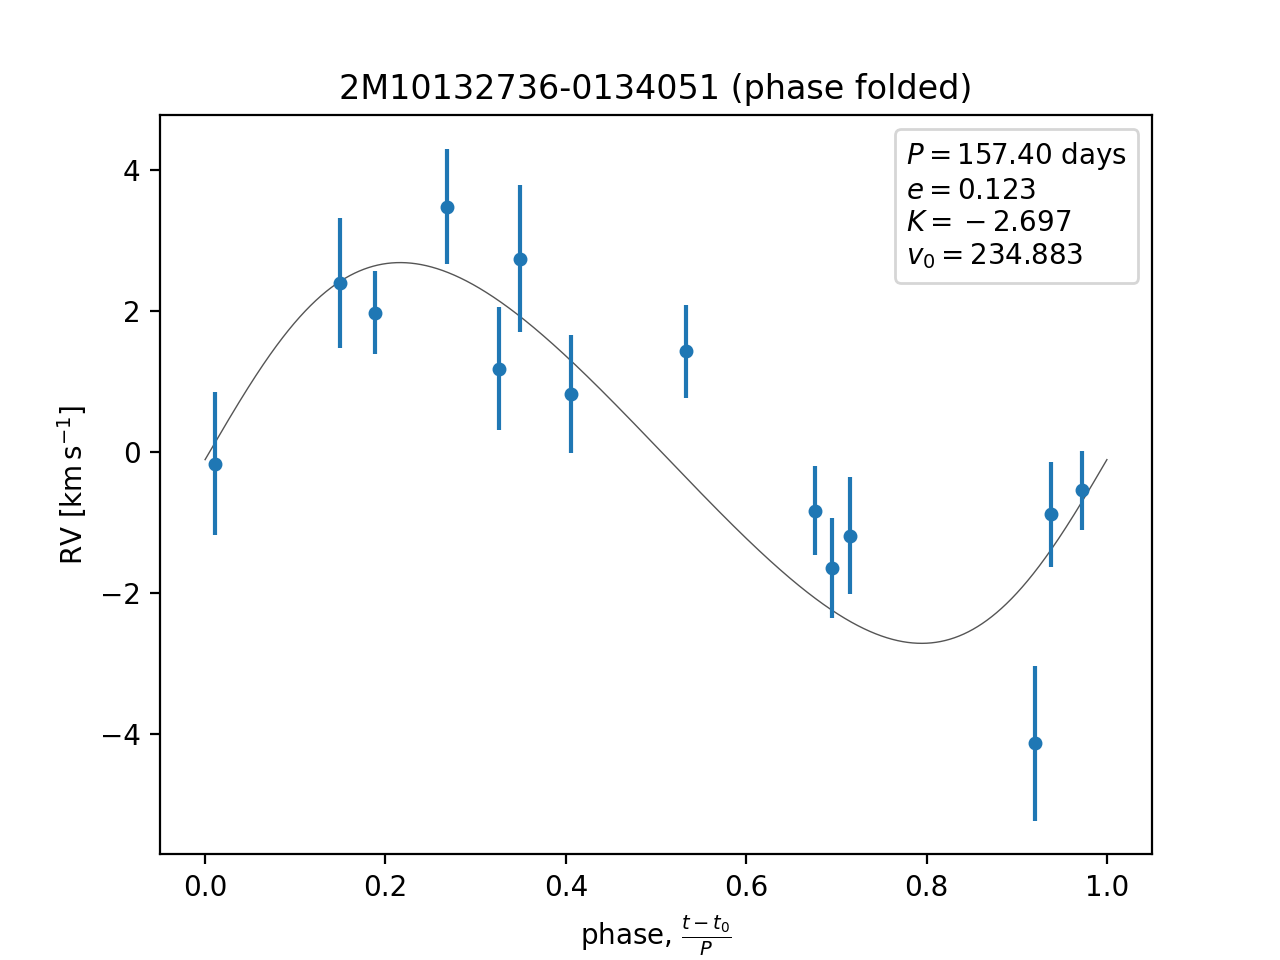 2M10132736-0134051 (phase folded)
P = 157.40 days
e = 0.123
K = −2.697
v₀ = 234.883
4
2
0
−2
−4
RV [km s⁻¹]
0.0 0.2 0.4 0.6 0.8 1.0
phase, (t − t₀)/P